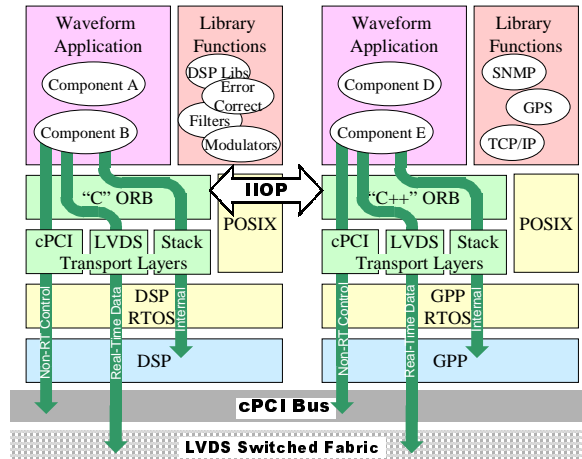 Waveform
Application
Component A
Component B
Library
Functions
DSP Libs
Error
Correct
Filters
Modulators
Waveform
Application
Component D
Component E
Library
Functions
SNMP
GPS
TCP/IP
IIOP
"C" ORB
POSIX
cPCI
LVDS
Stack
Transport Layers
DSP
RTOS
DSP
Non-RT Control
Real-Time Data
Internal
"C++" ORB
POSIX
cPCI
LVDS
Stack
Transport Layers
GPP
RTOS
GPP
Non-RT Control
Real-Time Data
Internal
cPCI Bus
LVDS Switched Fabric